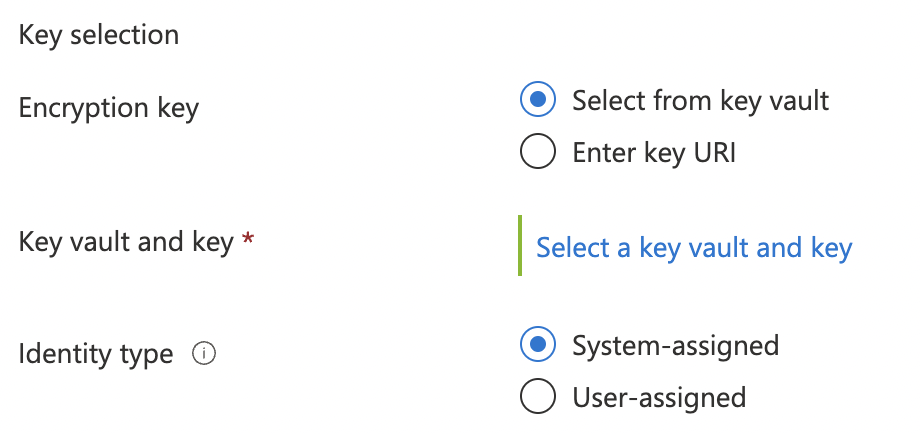 Key selection
Encryption key
Select from key vault
Enter key URI
Key vault and key *
Select a key vault and key
Identity type
System-assigned
User-assigned